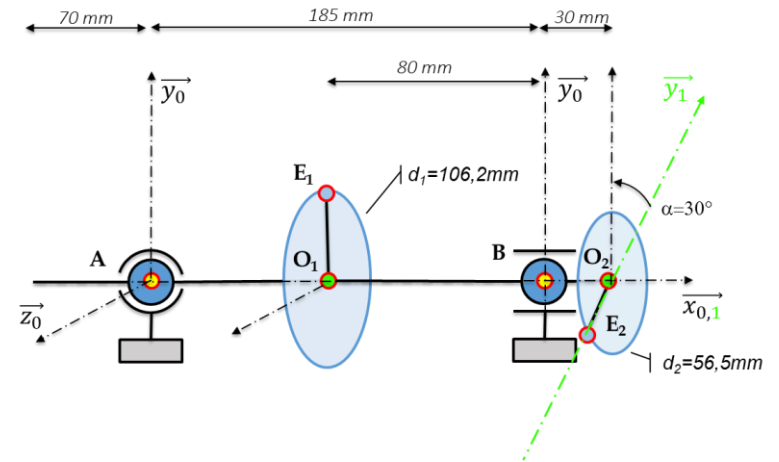 70 mm
185 mm
30 mm
80 mm
y₀
y₀
y₁
E₁
d₁=106,2mm
α=30°
A
O₁
B
O₂
z₀
x₀,₁
E₂
d₂=56,5mm